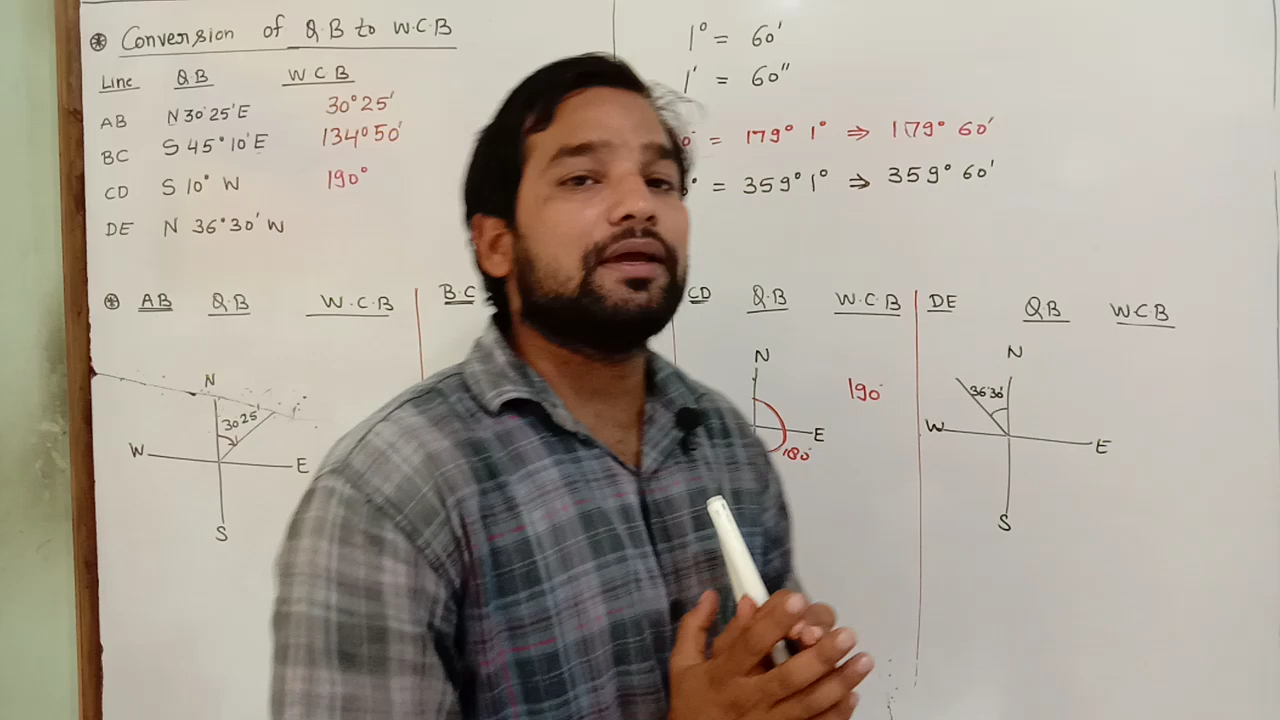 ⊛ Conversion of Q.B to W.C.B
Line Q.B W C B
AB N 30°25'E 30°25'
BC S 45°10'E 134°50'
CD S 10° W 190°
DE N 36°30' W
1° = 60'
1' = 60"
= 179° 1° ⇒ 179° 60'
= 359° 1° ⇒ 359° 60'
⊛ AB Q.B W.C.B
N
30 25'
W E
S
B.C
CD Q.B W.C.B
N
190°
E
180°
DE QB W.C.B
N
36°30'
W E
S